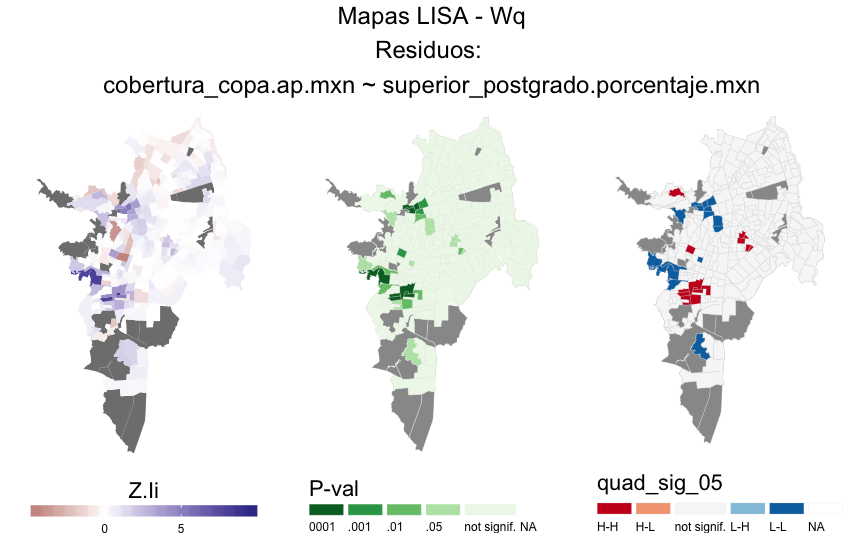 Mapas LISA - Wq
Residuos:
cobertura_copa.ap.mxn ~ superior_postgrado.porcentaje.mxn
Z.Ii
0 5
P-val
0001 .001 .01 .05 not signif. NA
quad_sig_05
H-H H-L not signif. L-H L-L NA